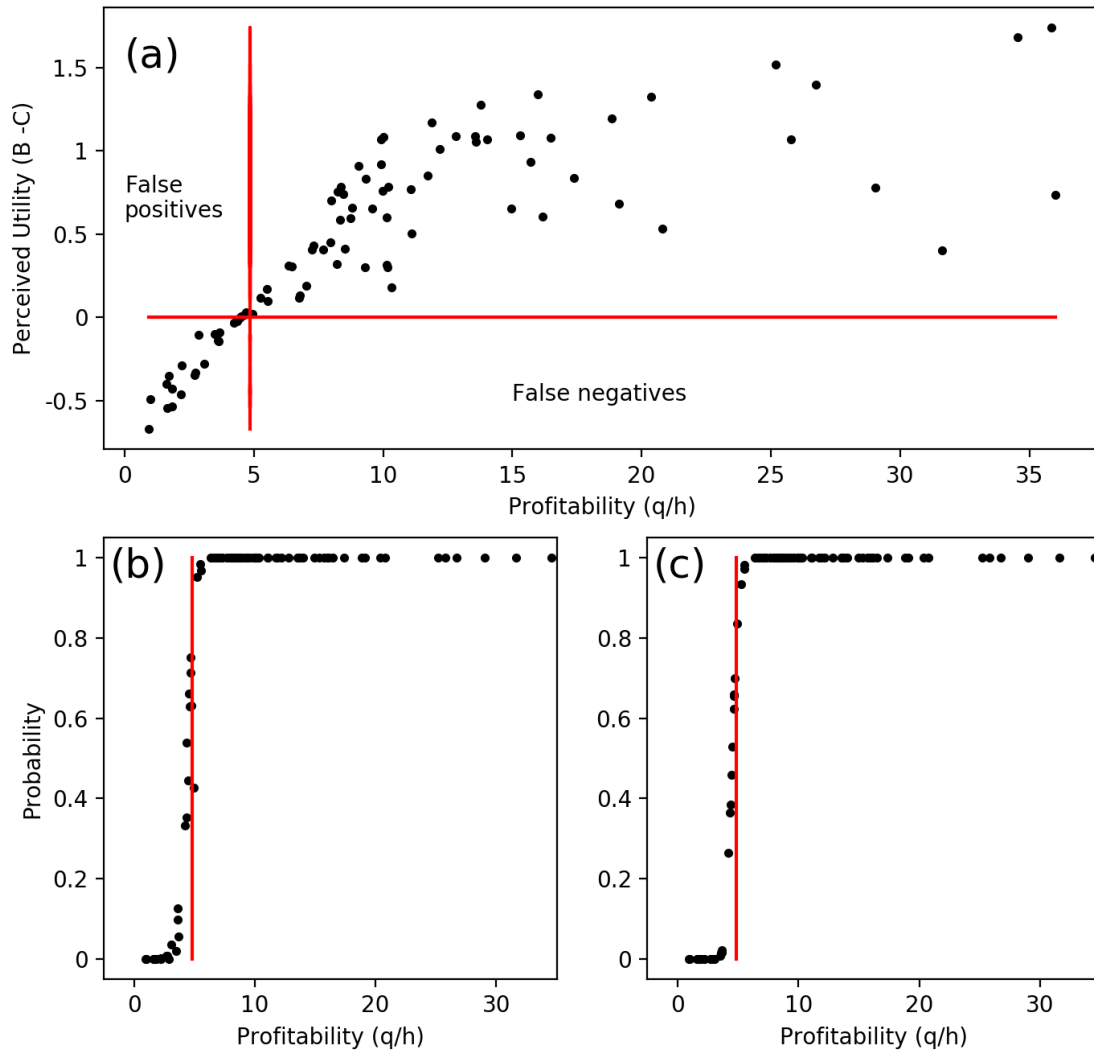 (a)
1.5
1
0.5
0
-0.5
Perceived Utility (B -C)
False
positives
False negatives
0 5 10 15 20 25 30 35
Profitability (q/h)
(b)
1
0.8
0.6
0.4
0.2
0
Probability
0 10 20 30
Profitability (q/h)
(c)
1
0.8
0.6
0.4
0.2
0
0 10 20 30
Profitability (q/h)